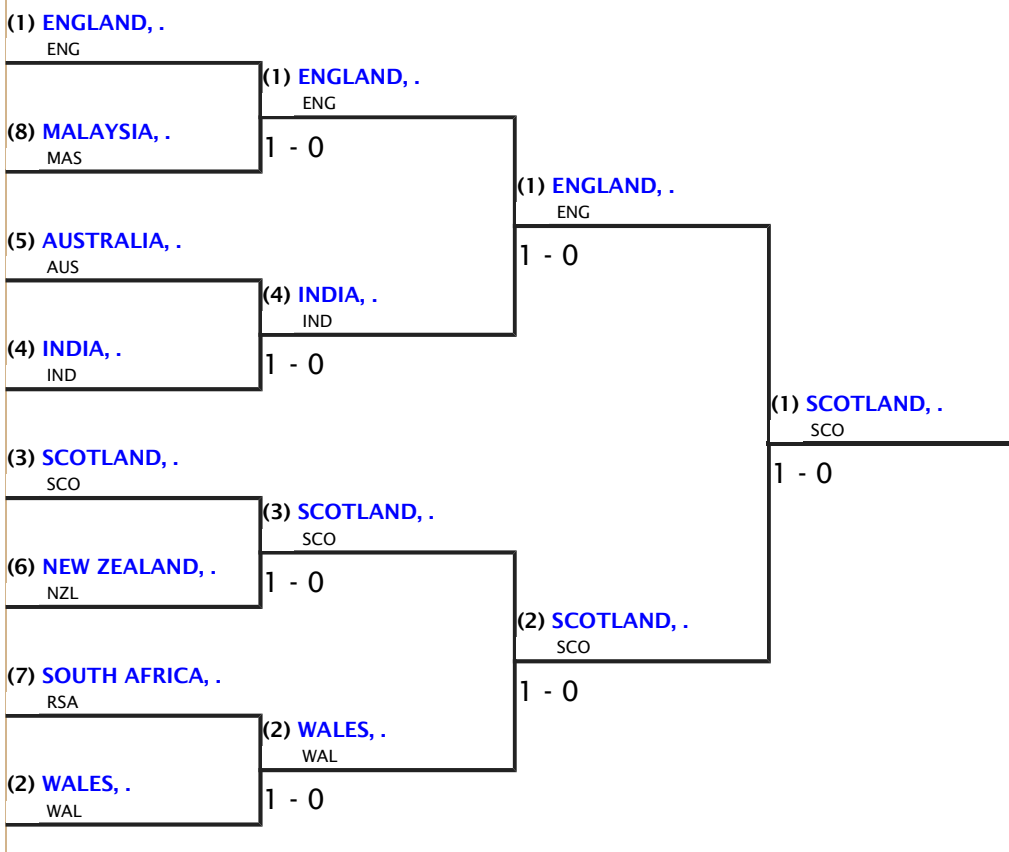 (1) ENGLAND, .
ENG
(8) MALAYSIA, .
MAS
(5) AUSTRALIA, .
AUS
(4) INDIA, .
IND
(3) SCOTLAND, .
SCO
(6) NEW ZEALAND, .
NZL
(7) SOUTH AFRICA, .
RSA
(2) WALES, .
WAL
(1) ENGLAND, .
ENG
1 - 0
(4) INDIA, .
IND
1 - 0
(3) SCOTLAND, .
SCO
1 - 0
(2) WALES, .
WAL
1 - 0
(1) ENGLAND, .
ENG
1 - 0
(2) SCOTLAND, .
SCO
1 - 0
(1) SCOTLAND, .
SCO
1 - 0